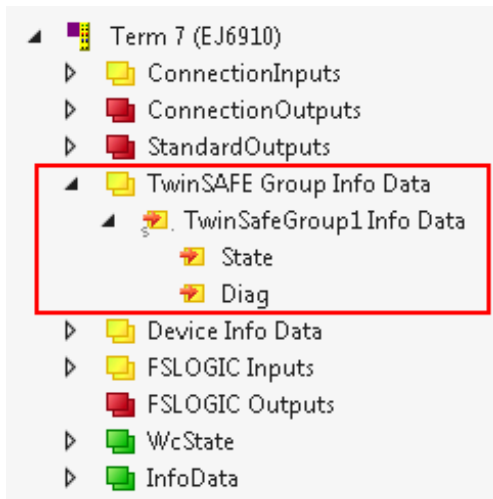 Term 7 (EJ6910)
ConnectionInputs
ConnectionOutputs
StandardOutputs
TwinSAFE Group Info Data
TwinSafeGroup1 Info Data
State
Diag
Device Info Data
FSLOGIC Inputs
FSLOGIC Outputs
WcState
InfoData